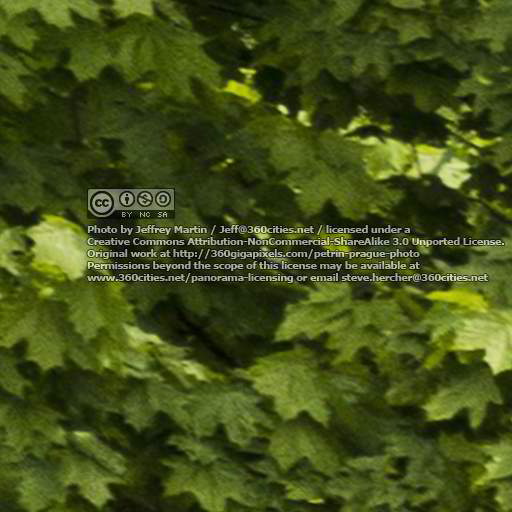 cc BY NC SA
Photo by Jeffrey Martin / Jeff@360cities.net / licensed under a
Creative Commons Attribution-NonCommercial-ShareAlike 3.0 Unported License.
Original work at http://360gigapixels.com/petrin-prague-photo
Permissions beyond the scope of this license may be available at
www.360cities.net/panorama-licensing or email steve.hercher@360cities.net